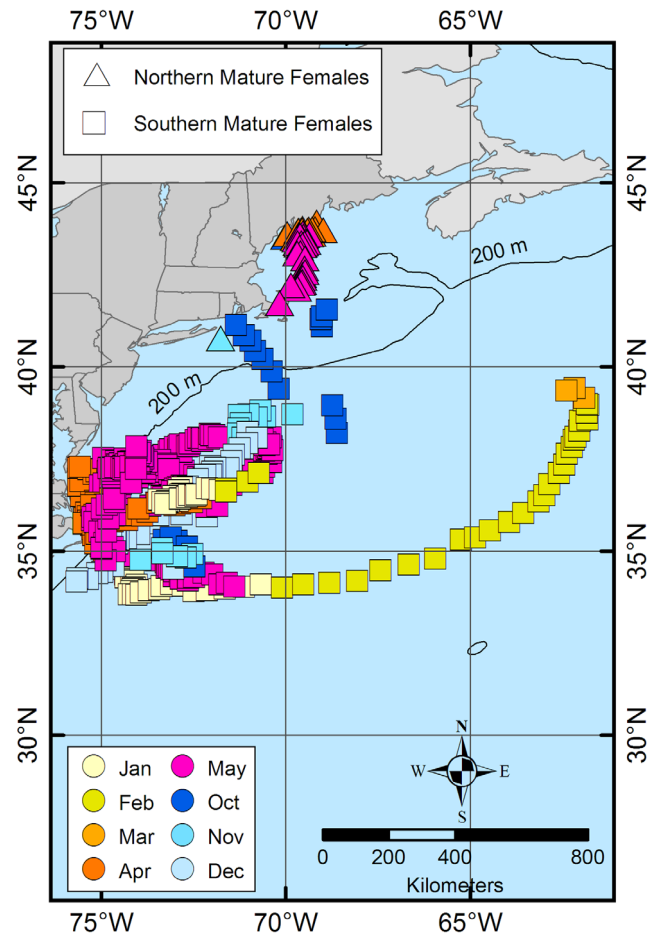 75°W 70°W 65°W
Northern Mature Females
Southern Mature Females
45°N 45°N
200 m
40°N 40°N
200 m
35°N 35°N
30°N 30°N
N
W E
S
Jan May
Feb Oct
Mar Nov
Apr Dec
0 200 400 800
Kilometers
75°W 70°W 65°W